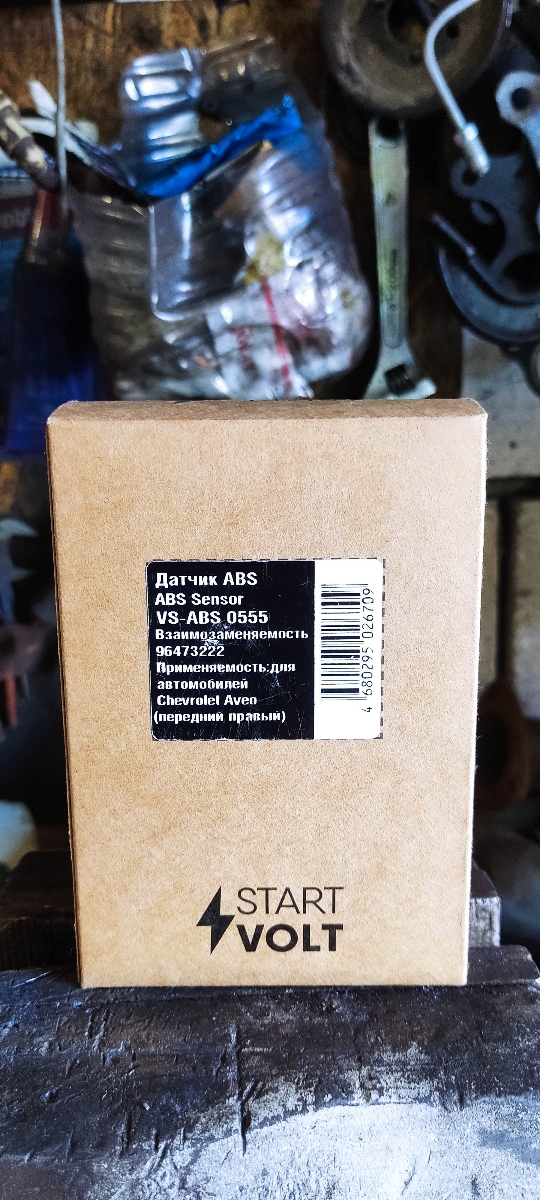 Датчик ABS
ABS Sensor
VS-ABS 0555
Взаимозаменяемость
96473222
Применяемость:для
автомобилей
Chevrolet Aveo
(передний правый)
4 680295 026709
START
VOLT